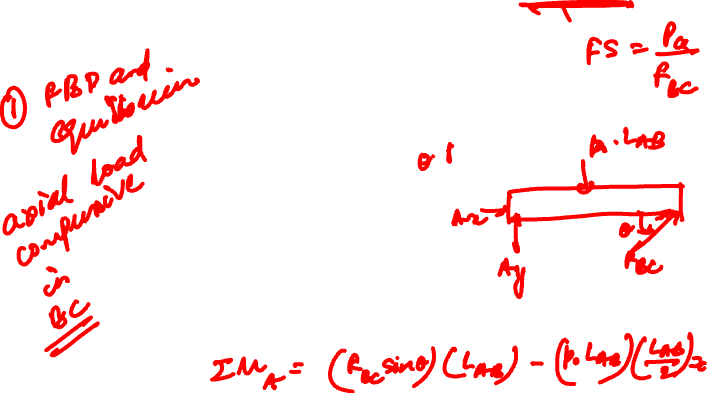 FS = Pcr / FBC
① FBD and
equilibrium
axial load
compressive
in
BC
θ
p. LAB
Ax
Ay
θ
FBC
ΣMA = (FBC sinθ) (LAB) - (p. LAB) (LAB/2) =